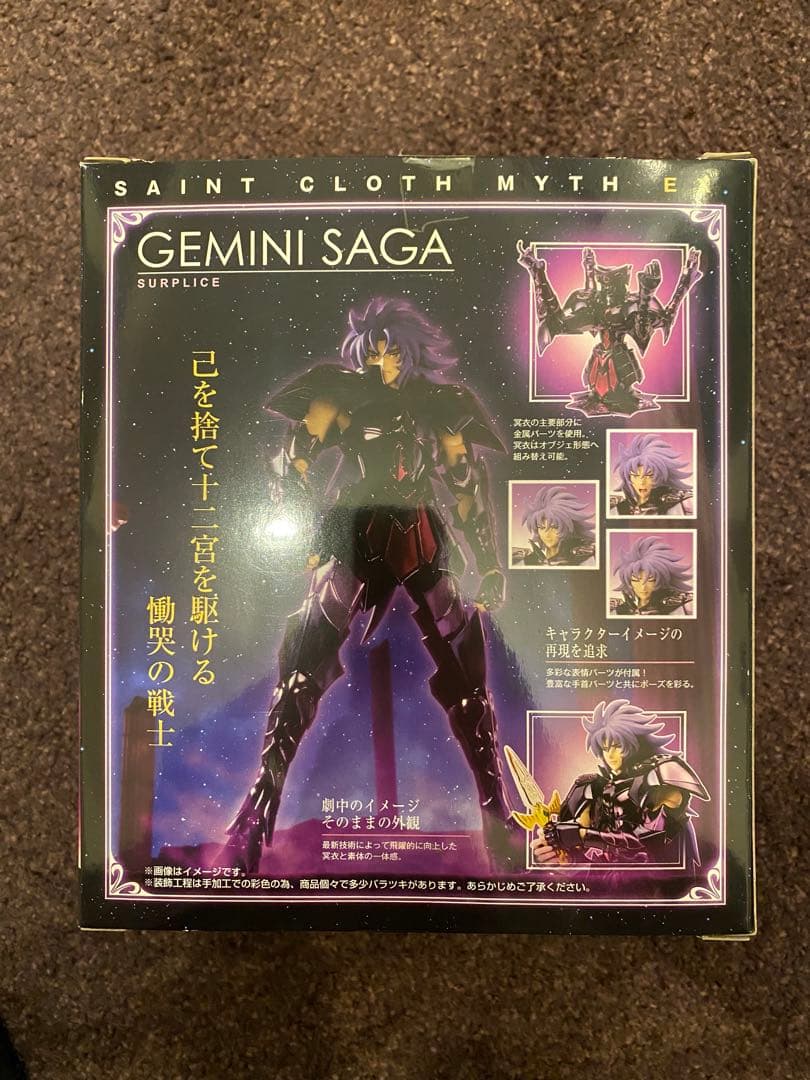 SAINT CLOTH MYTH EX
GEMINI SAGA
SURPLICE
己を捨て十二宮を駆ける
慟哭の戦士
冥衣の主要部分に
金属パーツを使用。
冥衣はオブジェ形態へ
組み替え可能。
キャラクターイメージの
再現を追求
多彩な表情パーツが付属!
豊富な手首パーツと共にポーズを彩る。
劇中のイメージ
そのままの外観
最新技術によって飛躍的に向上した
冥衣と素体の一体感。
※画像はイメージです。
※装飾工程は手加工での彩色の為、商品個々で多少バラツキがあります。あらかじめご了承ください。